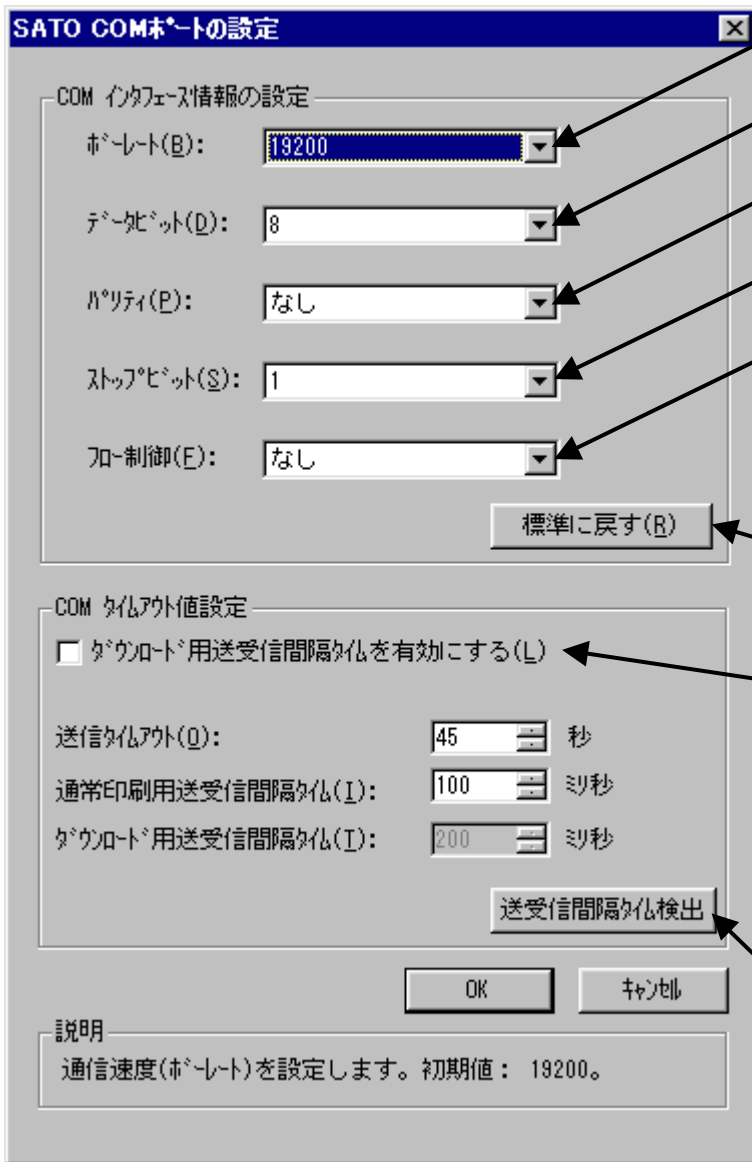 SATO COMﾎﾟｰﾄの設定
COM ｲﾝﾀﾌｪｰｽ情報の設定
ﾎﾞｰﾚｰﾄ(B): 19200
ﾃﾞｰﾀﾋﾞｯﾄ(D): 8
ﾊﾟﾘﾃｨ(P): なし
ｽﾄｯﾌﾟﾋﾞｯﾄ(S): 1
ﾌﾛｰ制御(F): なし
標準に戻す(R)
COM ﾀｲﾑｱｳﾄ値設定
ﾀﾞｳﾝﾛｰﾄﾞ用送受信間隔ﾀｲﾑを有効にする(L)
送信ﾀｲﾑｱｳﾄ(O): 45 秒
通常印刷用送受信間隔ﾀｲﾑ(I): 100 ﾐﾘ秒
ﾀﾞｳﾝﾛｰﾄﾞ用送受信間隔ﾀｲﾑ(T): 200 ﾐﾘ秒
送受信間隔ﾀｲﾑ検出
OK ｷｬﾝｾﾙ
説明
通信速度(ﾎﾞｰﾚｰﾄ)を設定します。初期値： 19200。